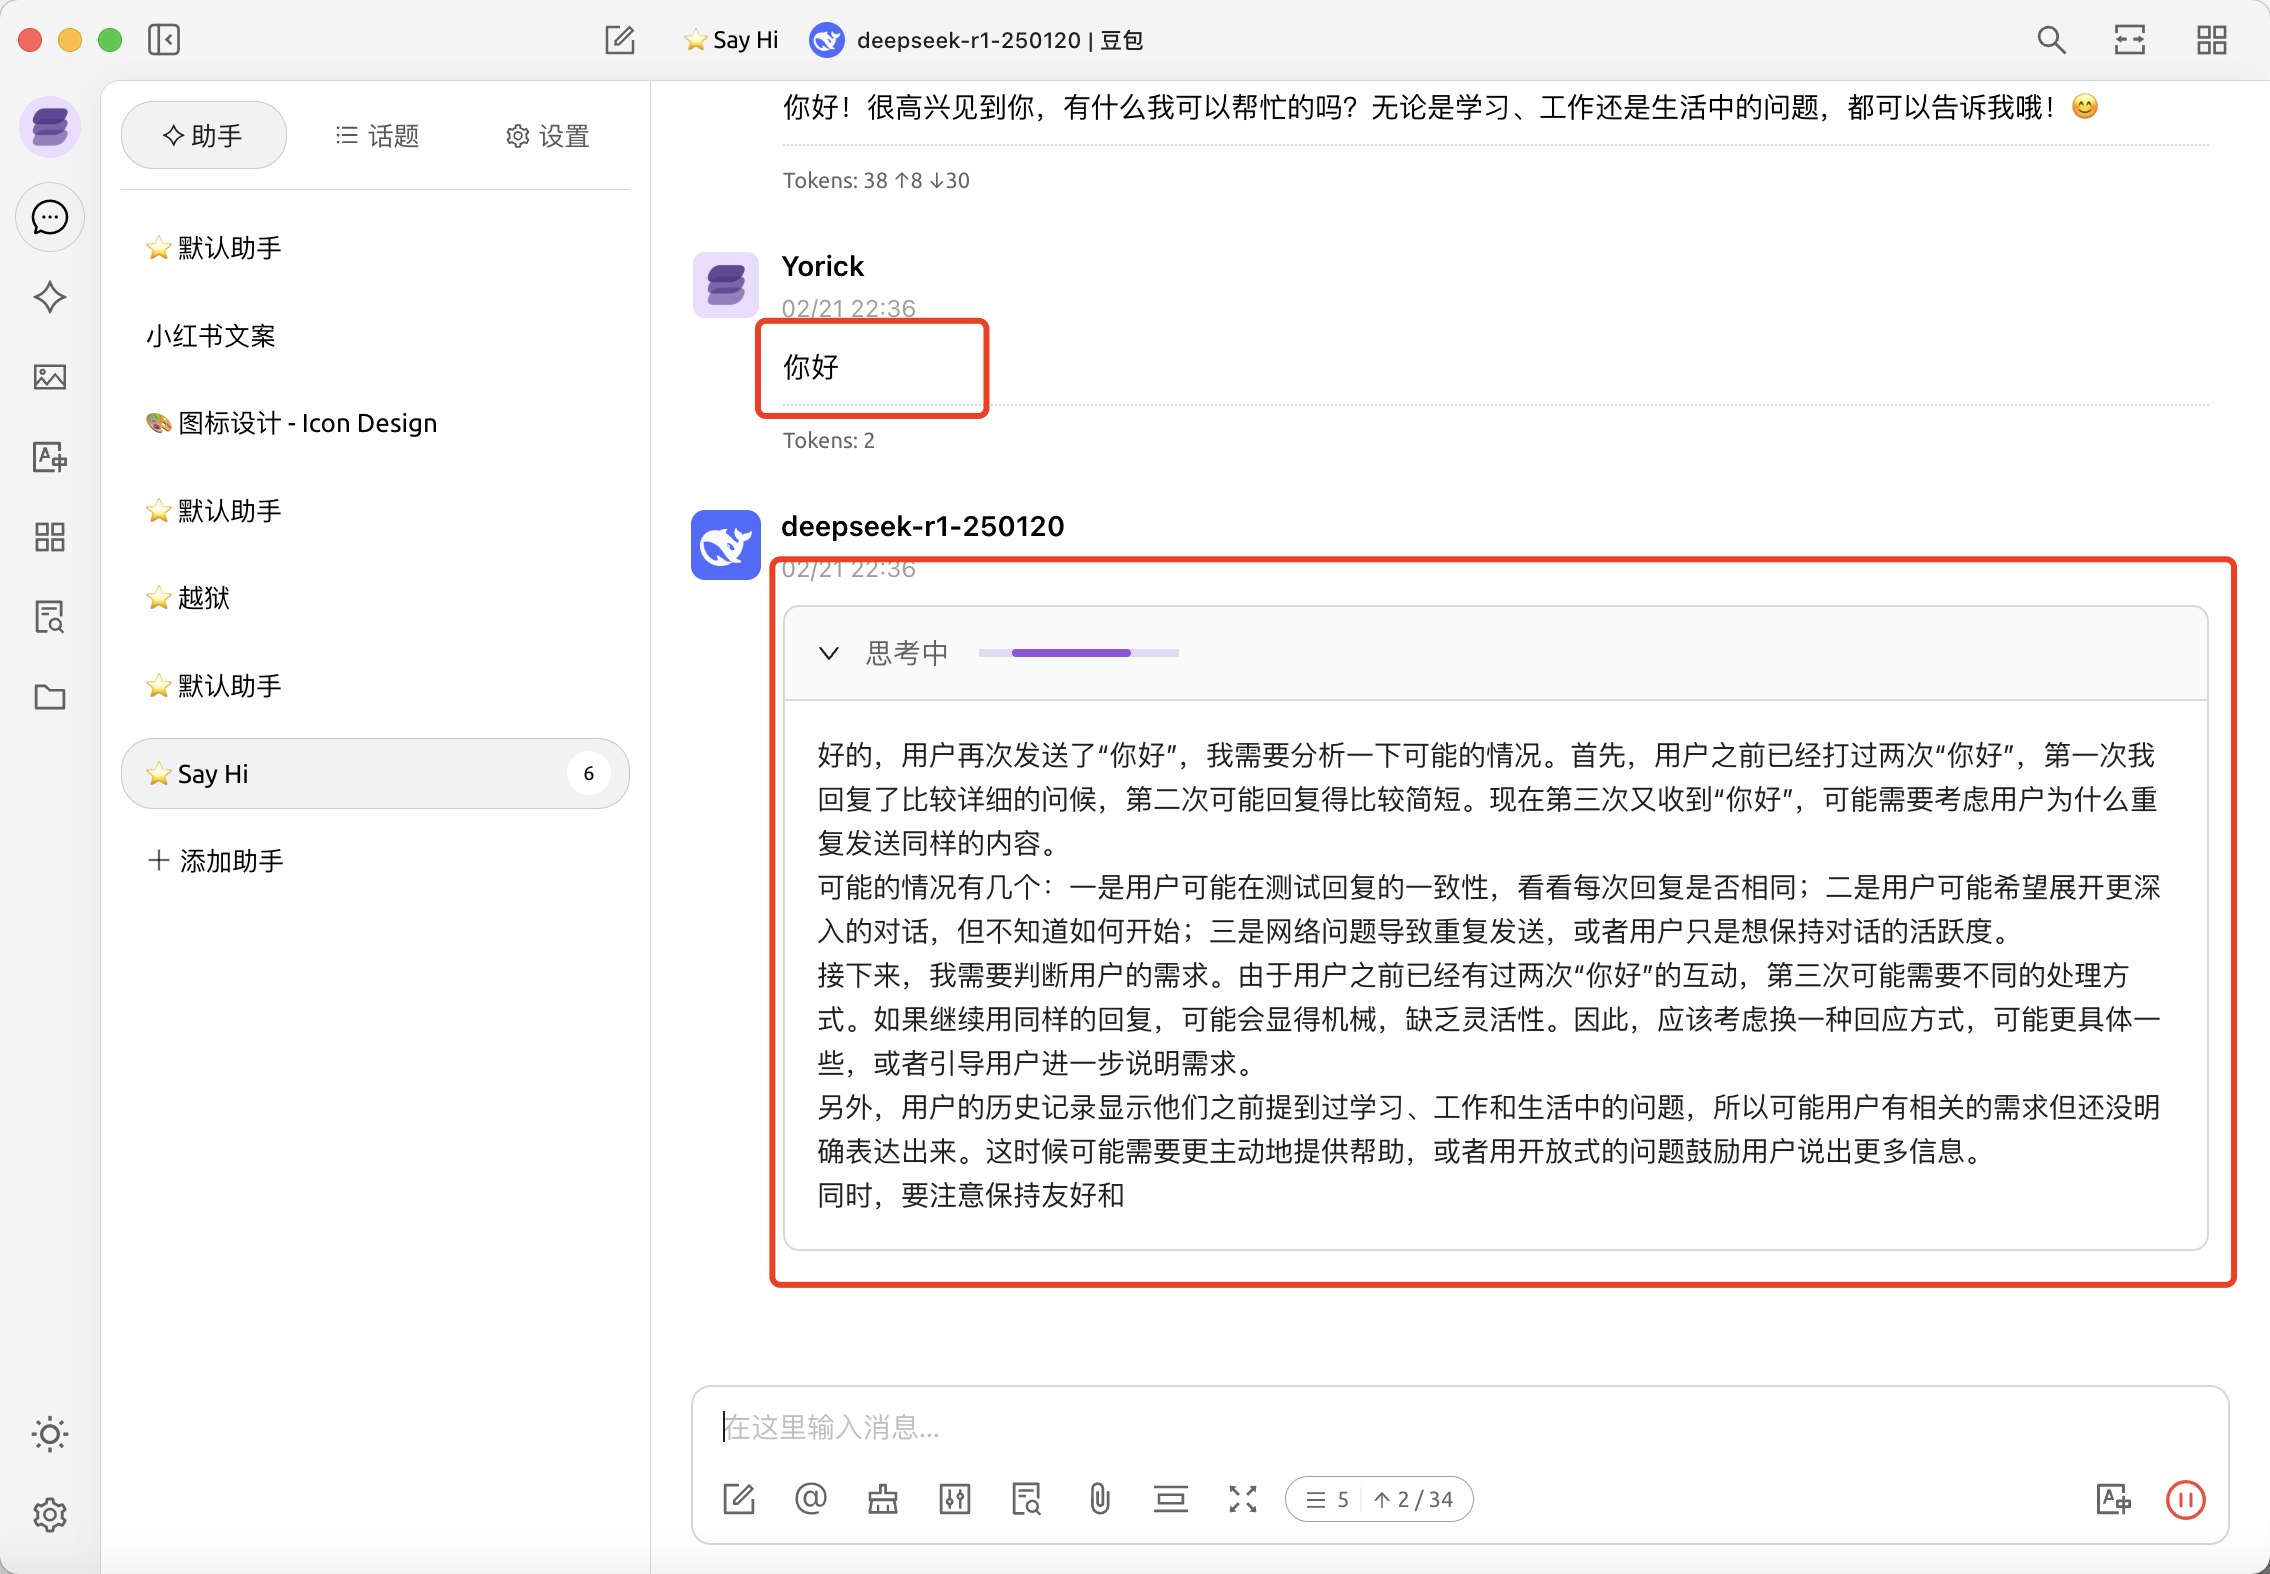 Say Hi
deepseek-r1-250120 | 豆包
助手
话题
设置
默认助手
小红书文案
图标设计 - Icon Design
默认助手
越狱
默认助手
Say Hi
6
添加助手
你好！很高兴见到你，有什么我可以帮忙的吗？无论是学习、工作还是生活中的问题，都可以告诉我哦！😊
Tokens: 38 ↑8 ↓30
Yorick
02/21 22:36
你好
Tokens: 2
deepseek-r1-250120
02/21 22:36
思考中
好的，用户再次发送了“你好”，我需要分析一下可能的情况。首先，用户之前已经打过两次“你好”，第一次我
回复了比较详细的问候，第二次可能回复得比较简短。现在第三次又收到“你好”，可能需要考虑用户为什么重
复发送同样的内容。
可能的情况有几个：一是用户可能在测试回复的一致性，看看每次回复是否相同；二是用户可能希望展开更深
入的对话，但不知道如何开始；三是网络问题导致重复发送，或者用户只是想保持对话的活跃度。
接下来，我需要判断用户的需求。由于用户之前已经有过两次“你好”的互动，第三次可能需要不同的处理方
式。如果继续用同样的回复，可能会显得机械，缺乏灵活性。因此，应该考虑换一种回应方式，可能更具体一
些，或者引导用户进一步说明需求。
另外，用户的历史记录显示他们之前提到过学习、工作和生活中的问题，所以可能用户有相关的需求但还没明
确表达出来。这时候可能需要更主动地提供帮助，或者用开放式的问题鼓励用户说出更多信息。
同时，要注意保持友好和
在这里输入消息...
5 ↑ 2 / 34